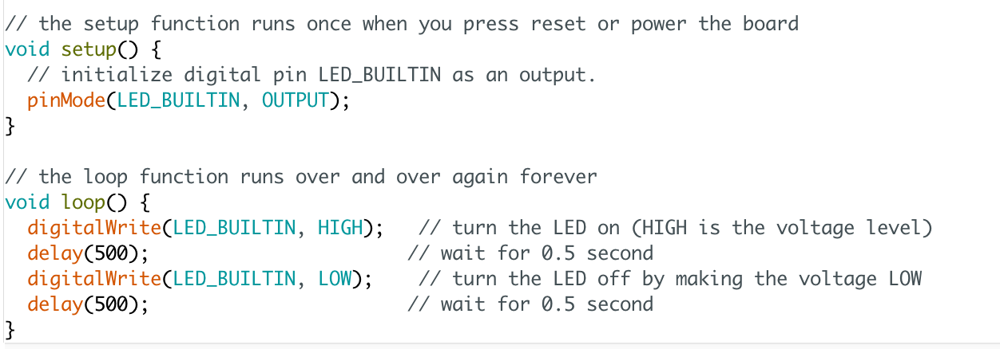 // the setup function runs once when you press reset or power the board
void setup() {
  // initialize digital pin LED_BUILTIN as an output.
  pinMode(LED_BUILTIN, OUTPUT);
}

// the loop function runs over and over again forever
void loop() {
  digitalWrite(LED_BUILTIN, HIGH);   // turn the LED on (HIGH is the voltage level)
  delay(500);                       // wait for 0.5 second
  digitalWrite(LED_BUILTIN, LOW);    // turn the LED off by making the voltage LOW
  delay(500);                       // wait for 0.5 second
}